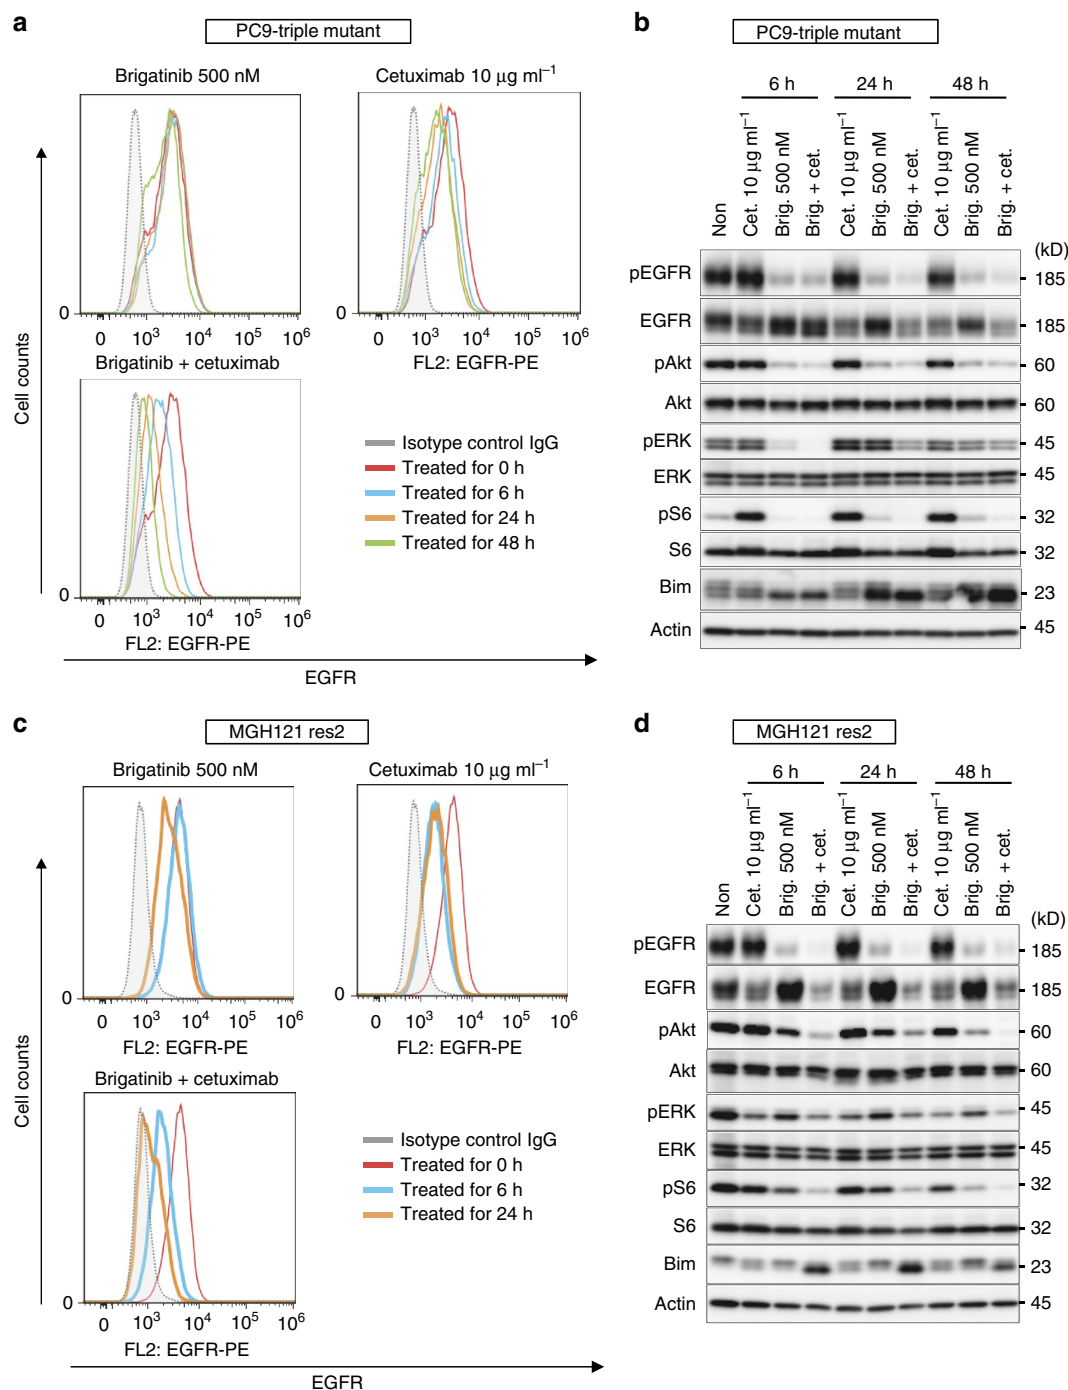 a
PC9-triple mutant
Brigatinib 500 nM
Cetuximab 10 μg ml⁻¹
0
0
0 10³ 10⁴ 10⁵ 10⁶
0 10³ 10⁴ 10⁵ 10⁶
FL2: EGFR-PE
Brigatinib + cetuximab
Cell counts
Isotype control IgG
Treated for 0 h
Treated for 6 h
Treated for 24 h
Treated for 48 h
0
0 10³ 10⁴ 10⁵ 10⁶
FL2: EGFR-PE
EGFR
b
PC9-triple mutant
6 h 24 h 48 h
Non
Cet. 10 μg ml⁻¹
Brig. 500 nM
Brig. + cet.
Cet. 10 μg ml⁻¹
Brig. 500 nM
Brig. + cet.
Cet. 10 μg ml⁻¹
Brig. 500 nM
Brig. + cet.
(kD)
pEGFR 185
EGFR 185
pAkt 60
Akt 60
pERK 45
ERK 45
pS6 32
S6 32
Bim 23
Actin 45
c
MGH121 res2
Brigatinib 500 nM
Cetuximab 10 μg ml⁻¹
0
0
0 10³ 10⁴ 10⁵ 10⁶
0 10³ 10⁴ 10⁵ 10⁶
FL2: EGFR-PE
FL2: EGFR-PE
Brigatinib + cetuximab
Cell counts
Isotype control IgG
Treated for 0 h
Treated for 6 h
Treated for 24 h
0
0 10³ 10⁴ 10⁵ 10⁶
FL2: EGFR-PE
EGFR
d
MGH121 res2
6 h 24 h 48 h
Non
Cet. 10 μg ml⁻¹
Brig. 500 nM
Brig. + cet.
Cet. 10 μg ml⁻¹
Brig. 500 nM
Brig. + cet.
Cet. 10 μg ml⁻¹
Brig. 500 nM
Brig. + cet.
(kD)
pEGFR 185
EGFR 185
pAkt 60
Akt 60
pERK 45
ERK 45
pS6 32
S6 32
Bim 23
Actin 45